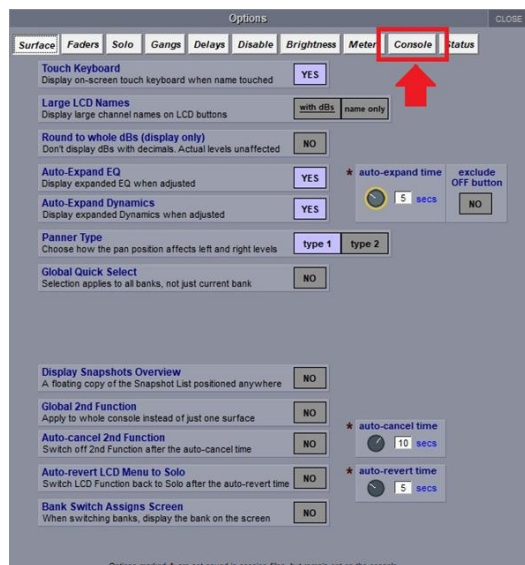 Options
CLOSE
Surface Faders Solo Gangs Delays Disable Brightness Meter Console Status
Touch Keyboard
Display on-screen touch keyboard when name touched
YES
Large LCD Names
Display large channel names on LCD buttons
with dBs name only
Round to whole dBs (display only)
Don't display dBs with decimals. Actual levels unaffected
NO
Auto-Expand EQ
Display expanded EQ when adjusted
YES
* auto-expand time
5 secs
exclude
OFF button
NO
Auto-Expand Dynamics
Display expanded Dynamics when adjusted
YES
Panner Type
Choose how the pan position affects left and right levels
type 1 type 2
Global Quick Select
Selection applies to all banks, not just current bank
NO
Display Snapshots Overview
A floating copy of the Snapshot List positioned anywhere
NO
Global 2nd Function
Apply to whole console instead of just one surface
NO
Auto-cancel 2nd Function
Switch off 2nd Function after the auto-cancel time
NO
* auto-cancel time
10 secs
Auto-revert LCD Menu to Solo
Switch LCD Function back to Solo after the auto-revert time
NO
* auto-revert time
5 secs
Bank Switch Assigns Screen
When switching banks, display the bank on the screen
NO